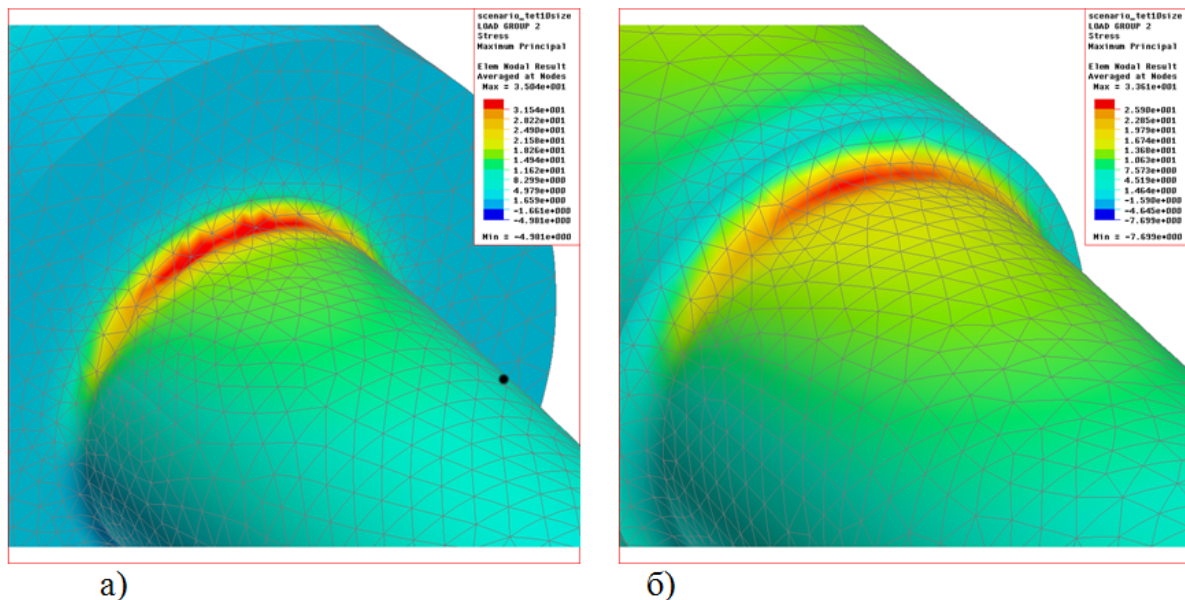 scenario_tet10size
LOAD GROUP 2
Stress
Maximum Principal
Elem Nodal Result
Averaged at Nodes
Max = 3.504e+001
3.154e+001
2.822e+001
2.490e+001
2.158e+001
1.826e+001
1.494e+001
1.162e+001
8.299e+000
4.979e+000
1.659e+000
-1.661e+000
-4.981e+000
Min = -4.981e+000
scenario_tet10size
LOAD GROUP 2
Stress
Maximum Principal
Elem Nodal Result
Averaged at Nodes
Max = 3.361e+001
2.590e+001
2.285e+001
1.979e+001
1.674e+001
1.368e+001
1.063e+001
7.573e+000
4.519e+000
1.464e+000
-1.590e+000
-4.645e+000
-7.699e+000
Min = -7.699e+000
а)
б)